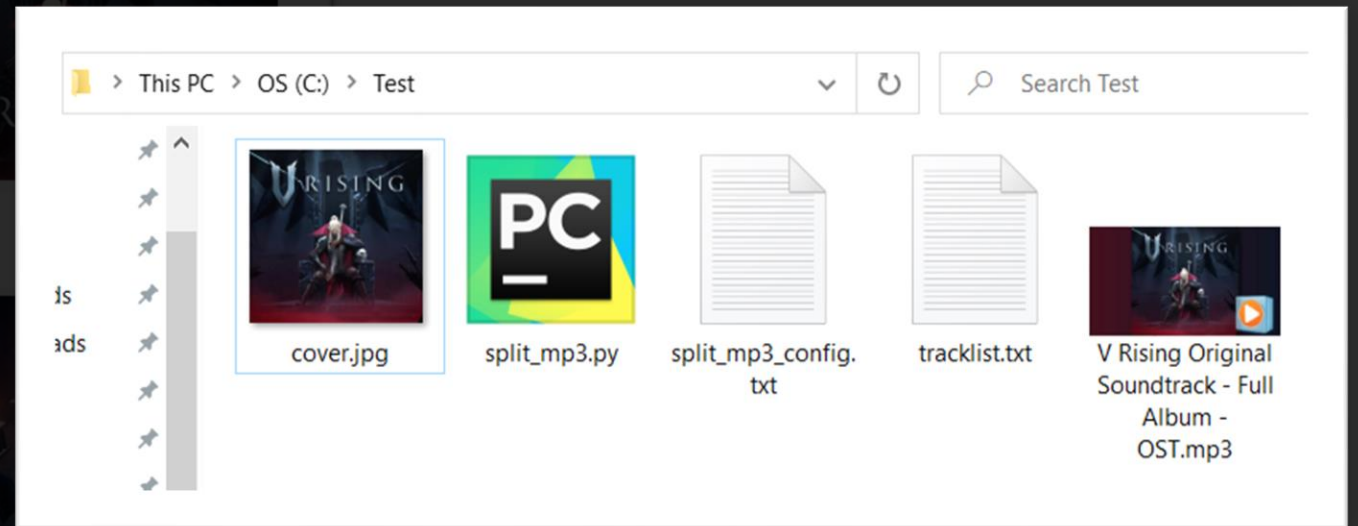 This PC > OS (C:) > Test
Search Test
ds
ads
V RISING
PC
V RISING
cover.jpg
split_mp3.py
split_mp3_config.
txt
tracklist.txt
V Rising Original
Soundtrack - Full
Album -
OST.mp3